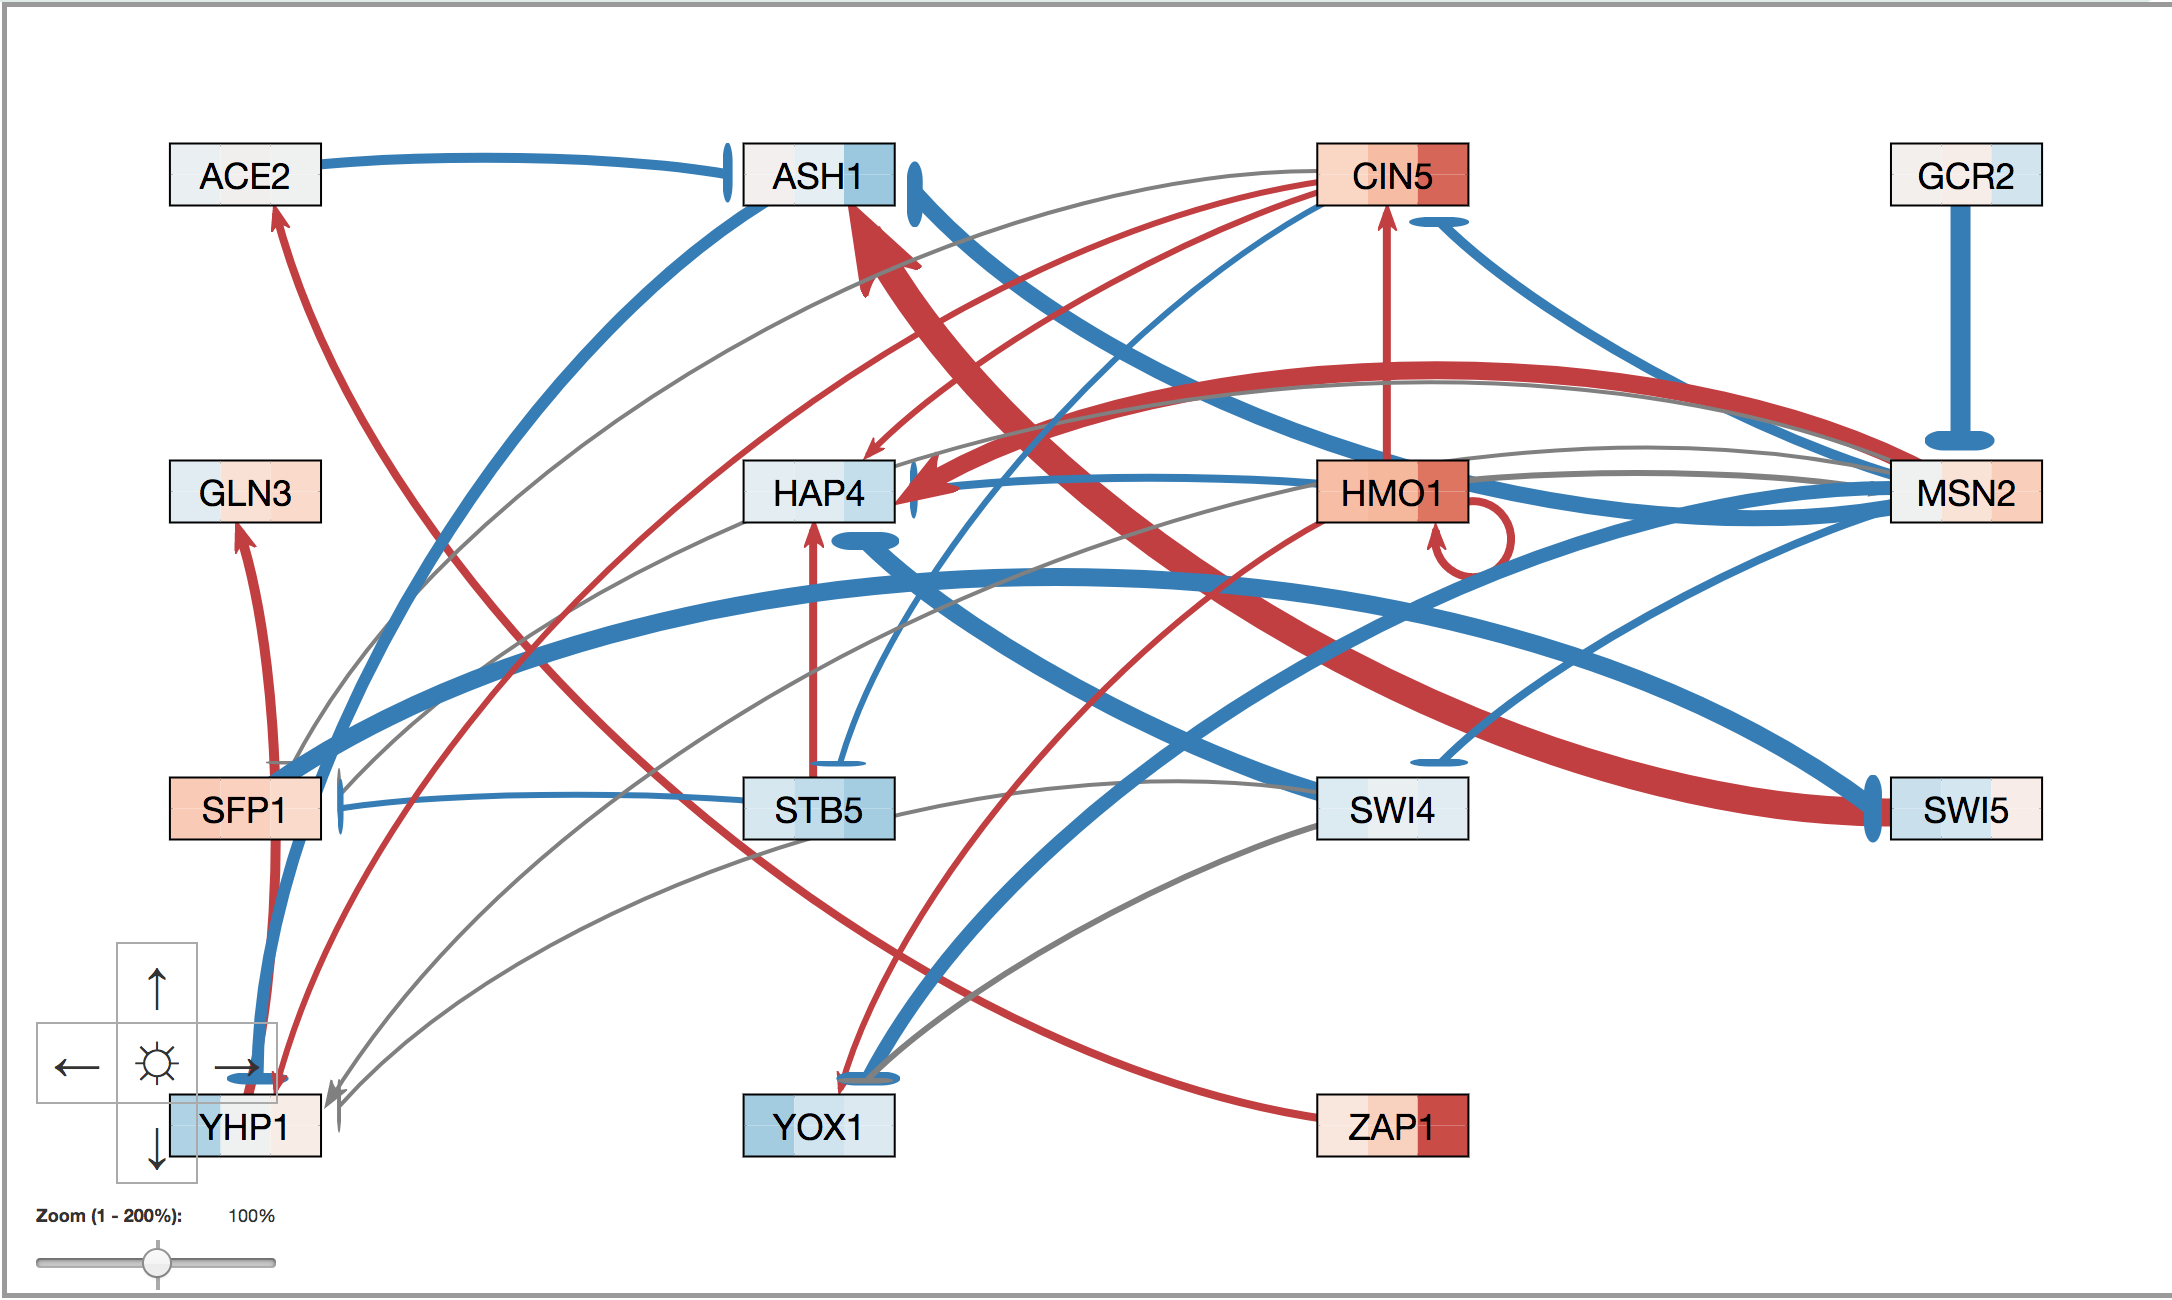 ACE2 ASH1 CIN5 GCR2
GLN3 HAP4 HMO1 MSN2
SFP1 STB5 SWI4 SWI5
↑
← →
YHP1 YOX1 ZAP1
↓
Zoom (1 - 200%): 100%